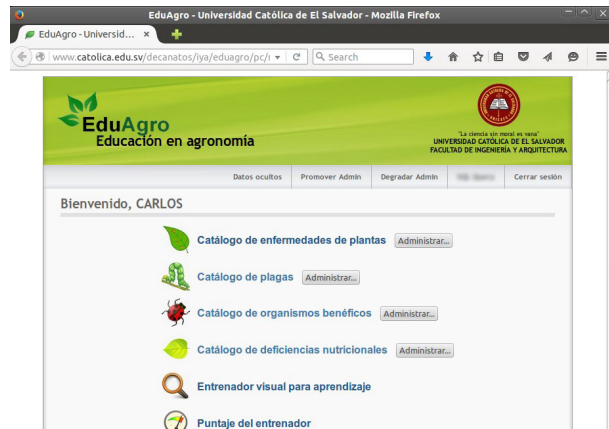 EduAgro - Universidad Católica de El Salvador - Mozilla Firefox
EduAgro - Universid...
www.catolica.edu.sv/decanatos/iya/eduagro/pc/
Search
EduAgro
Educación en agronomía
"La ciencia sin moral es vana"
UNIVERSIDAD CATÓLICA DE EL SALVADOR
FACULTAD DE INGENIERÍA Y ARQUITECTURA
Datos ocultos Promover Admin Degradar Admin Cerrar sesión
Bienvenido, CARLOS
Catálogo de enfermedades de plantas Administrar...
Catálogo de plagas Administrar...
Catálogo de organismos benéficos Administrar...
Catálogo de deficiencias nutricionales Administrar...
Entrenador visual para aprendizaje
Puntaje del entrenador